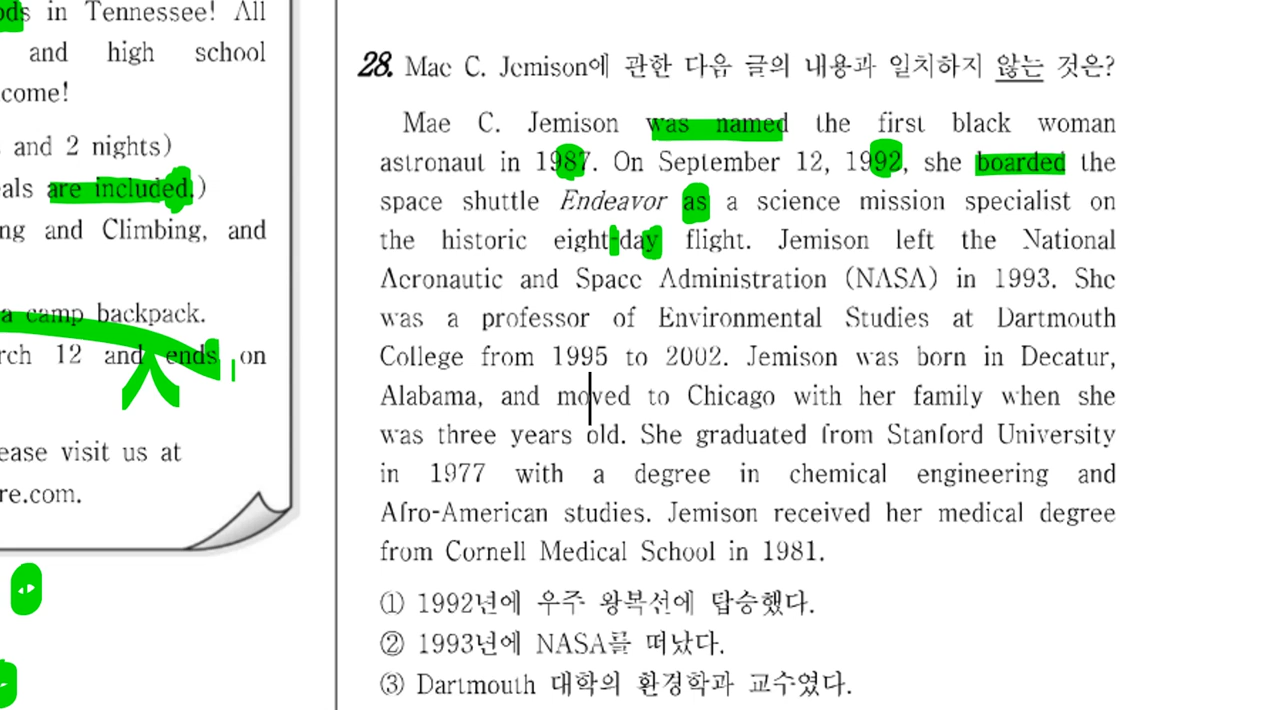 ods in Tennessee! All
and high school
come!
and 2 nights)
als are included.)
ng and Climbing, and
a camp backpack.
rch 12 and ends on
ease visit us at
re.com.
28. Mae C. Jemison에 관한 다음 글의 내용과 일치하지 않는 것은?
Mae C. Jemison was named the first black woman
astronaut in 1987. On September 12, 1992, she boarded the
space shuttle Endeavor as a science mission specialist on
the historic eight-day flight. Jemison left the National
Aeronautic and Space Administration (NASA) in 1993. She
was a professor of Environmental Studies at Dartmouth
College from 1995 to 2002. Jemison was born in Decatur,
Alabama, and moved to Chicago with her family when she
was three years old. She graduated from Stanford University
in 1977 with a degree in chemical engineering and
Afro-American studies. Jemison received her medical degree
from Cornell Medical School in 1981.
① 1992년에 우주 왕복선에 탑승했다.
② 1993년에 NASA를 떠났다.
③ Dartmouth 대학의 환경학과 교수였다.